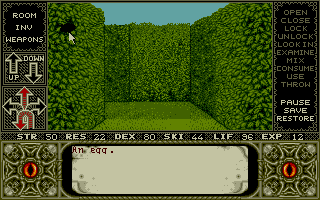 ROOM
INV
WEAPONS
UP
DOWN
OPEN
CLOSE
LOCK
UNLOCK
LOOK IN
EXAMINE
MIX
CONSUME
USE
THROW
PAUSE
SAVE
RESTORE
STR 50 RES 22 DEX 80 SKI 44 LIF 36 EXP 12
An egg.